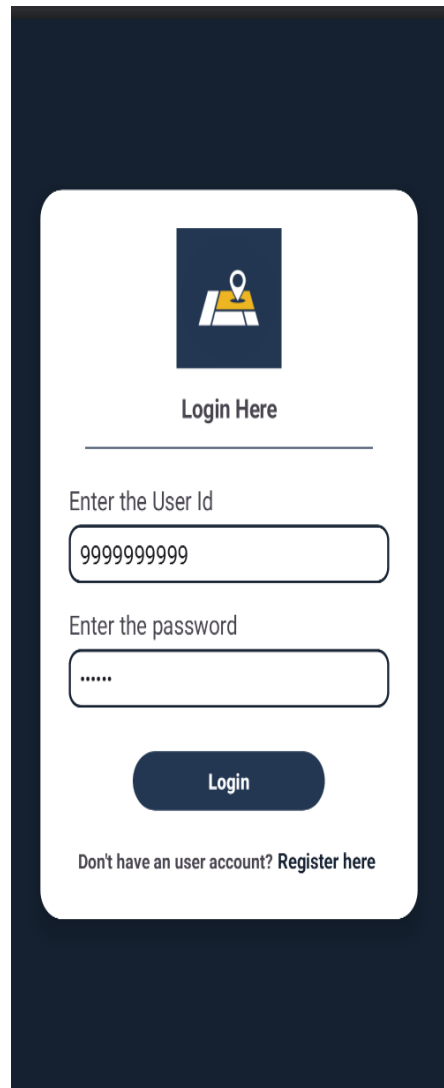 Login Here
Enter the User Id
9999999999
Enter the password
••••••
Login
Don't have an user account? Register here